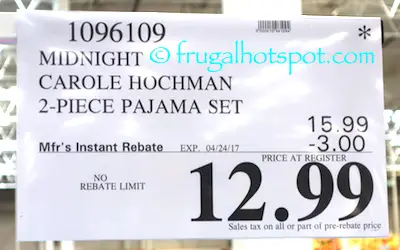 1096109
*
MIDNIGHT
© frugalhotspot.com
CAROLE HOCHMAN
2-PIECE PAJAMA SET
15.99
Mfr's Instant Rebate EXP. 04/24/17 -3.00
PRICE AT REGISTER
NO
REBATE LIMIT
12.99
Sales tax on all or part of pre-rebate price